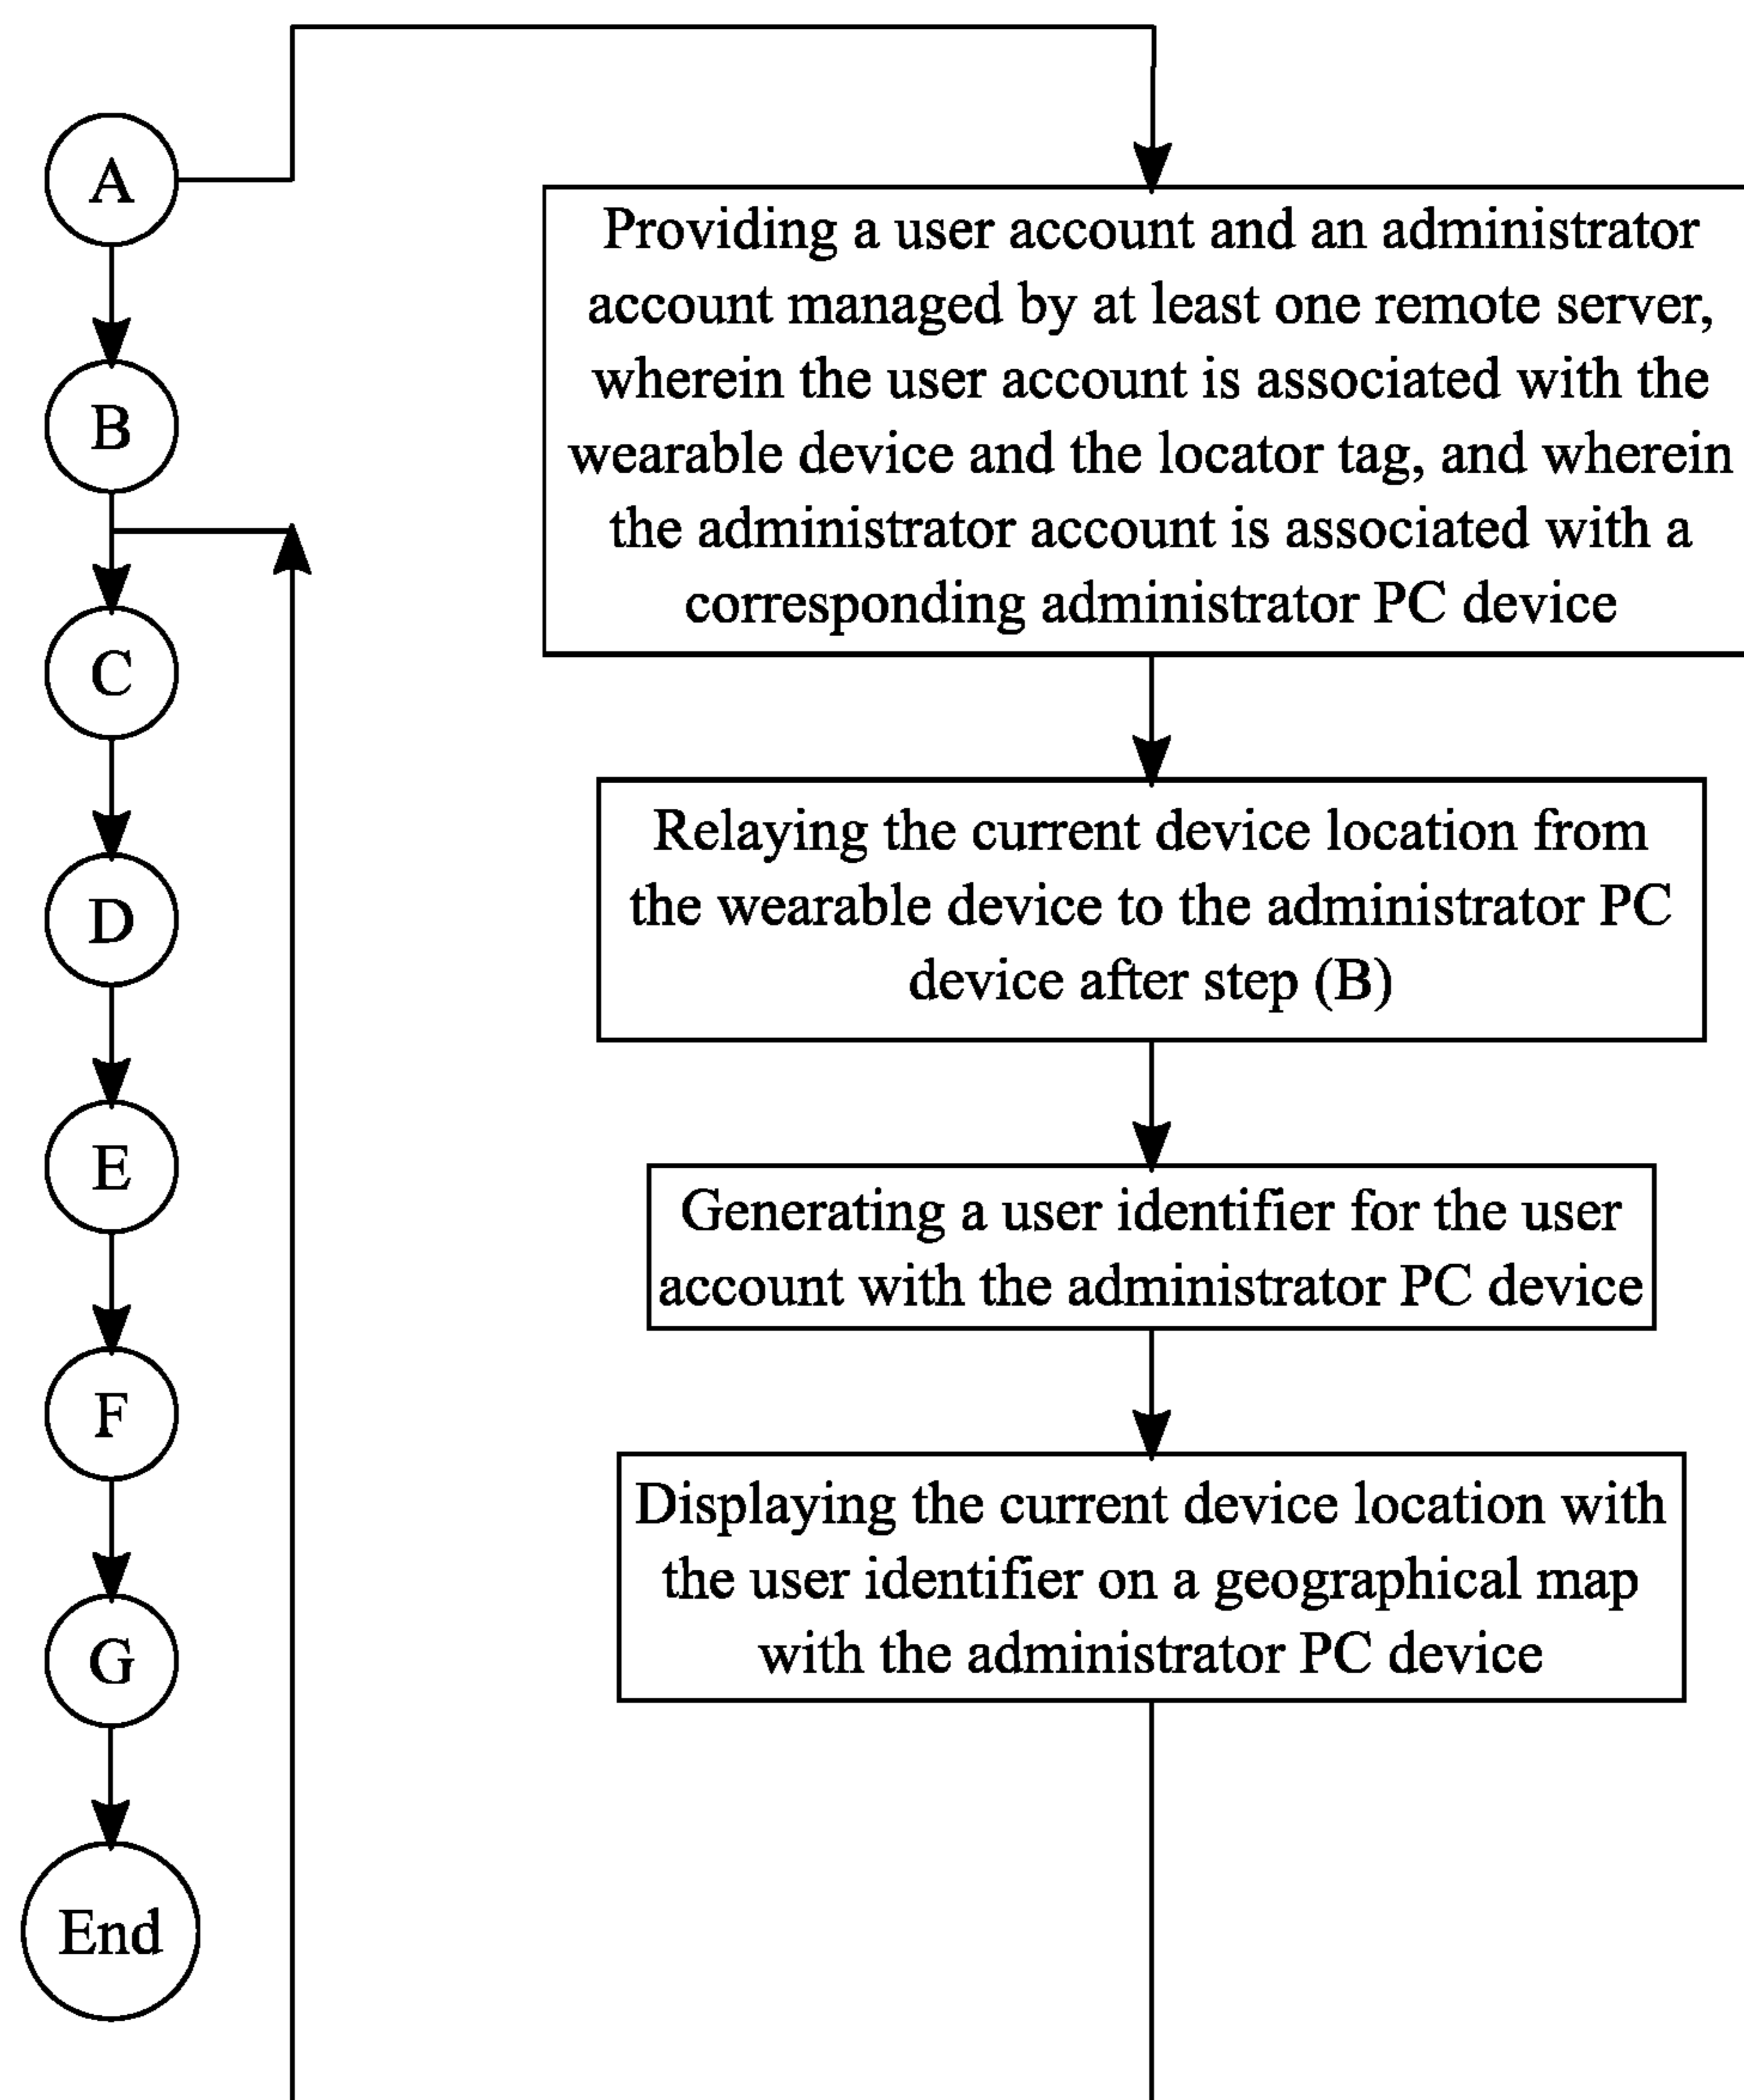 A
B
C
D
E
F
G
End
Providing a user account and an administrator
account managed by at least one remote server,
wherein the user account is associated with the
wearable device and the locator tag, and wherein
the administrator account is associated with a
corresponding administrator PC device
Relaying the current device location from
the wearable device to the administrator PC
device after step (B)
Generating a user identifier for the user
account with the administrator PC device
Displaying the current device location with
the user identifier on a geographical map
with the administrator PC device